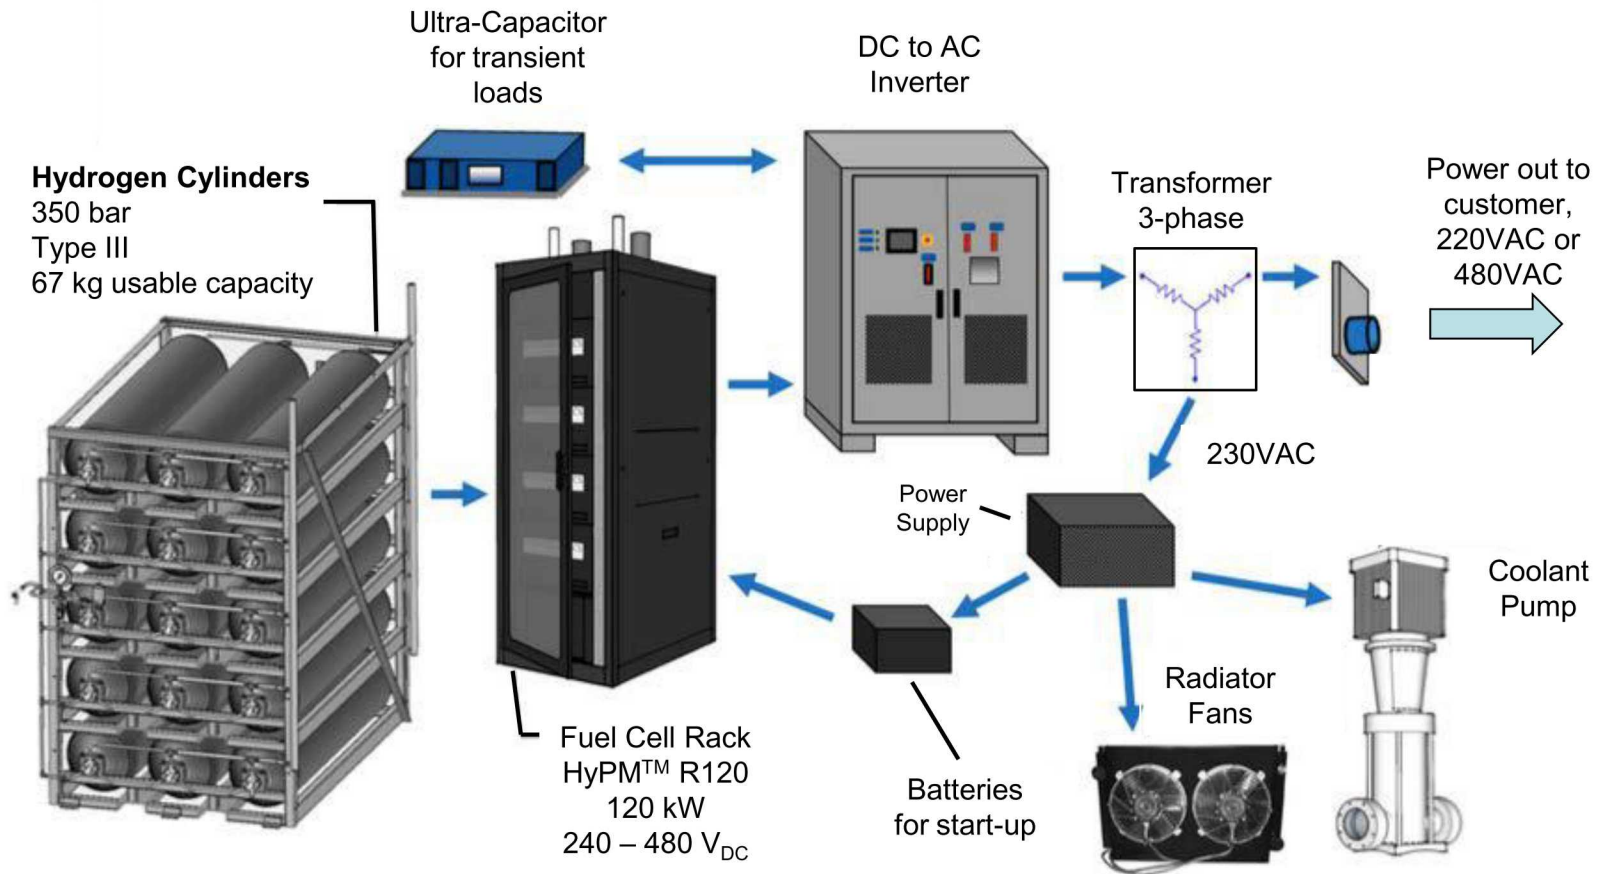 Ultra-Capacitor
for transient
loads
DC to AC
Inverter
Hydrogen Cylinders
350 bar
Type III
67 kg usable capacity
Transformer
3-phase
Power out to
customer,
220VAC or
480VAC
230VAC
Power
Supply
Coolant
Pump
Radiator
Fans
Fuel Cell Rack
HyPM™ R120
120 kW
240 – 480 VDC
Batteries
for start-up